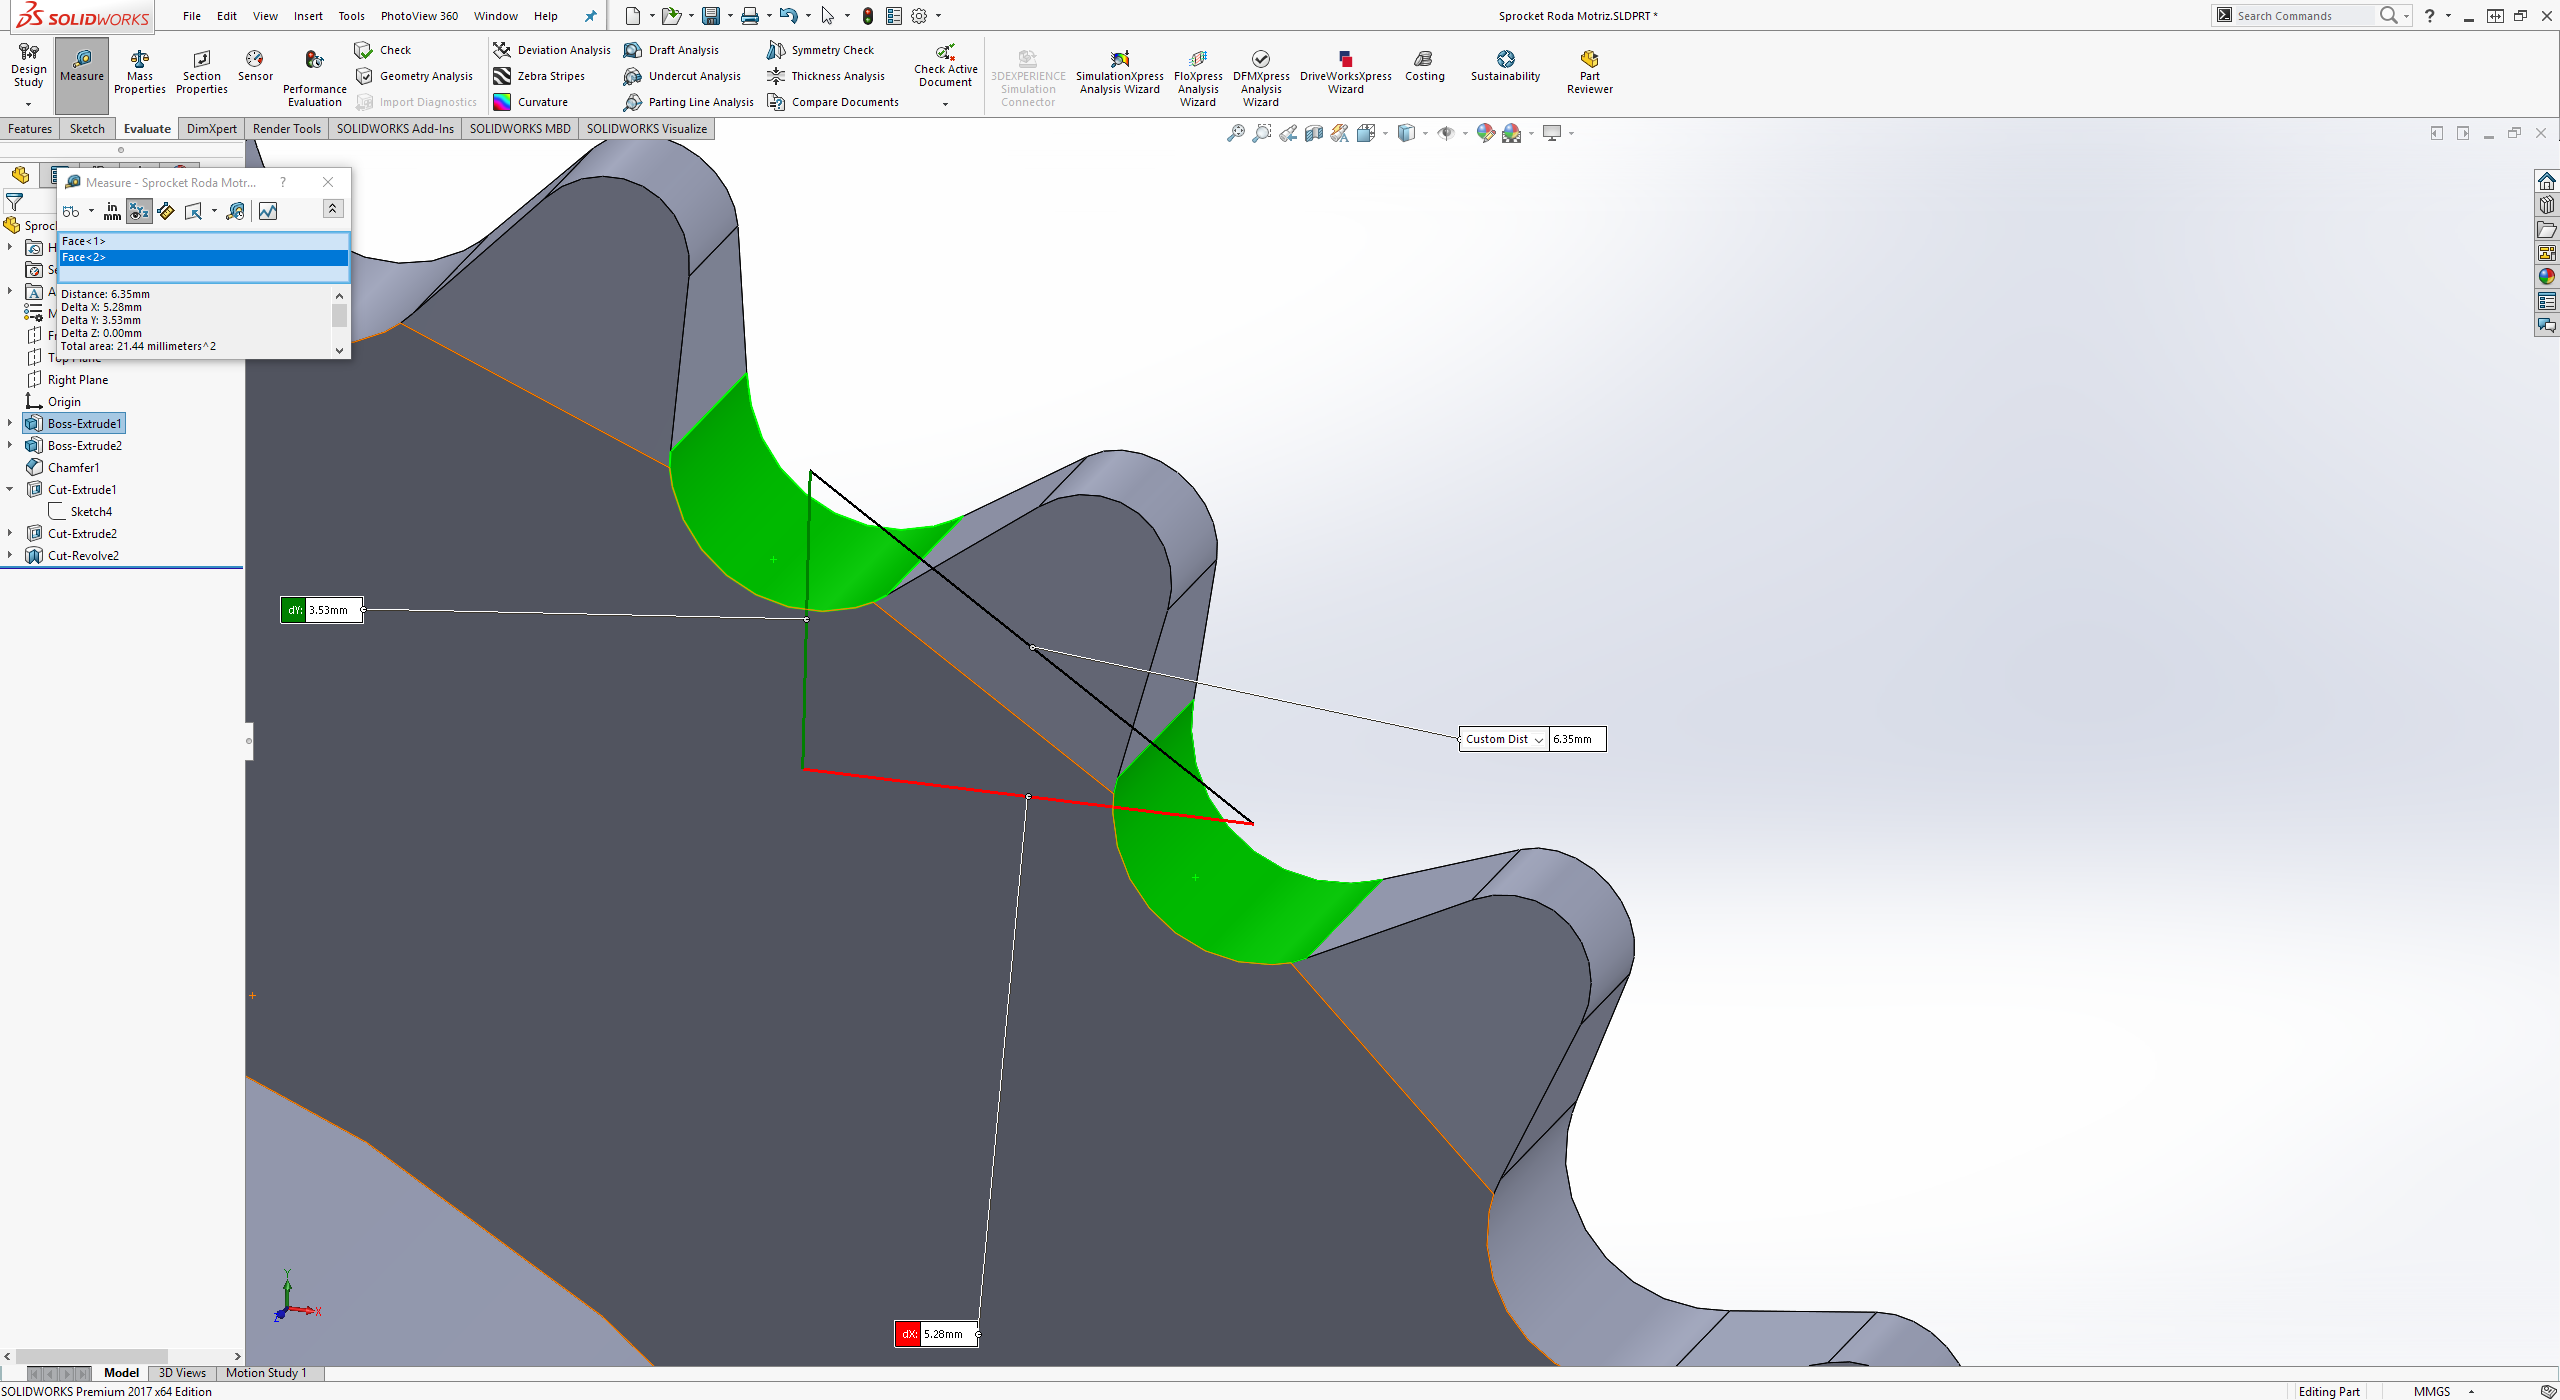 SOLIDWORKS
File Edit View Insert Tools PhotoView 360 Window Help
Sprocket Roda Motriz.SLDPRT *
Search Commands
Design Study
Measure
Mass Properties
Section Properties
Sensor
Performance Evaluation
Check
Geometry Analysis
Import Diagnostics
Deviation Analysis
Zebra Stripes
Curvature
Draft Analysis
Undercut Analysis
Parting Line Analysis
Symmetry Check
Thickness Analysis
Compare Documents
Check Active Document
3DEXPERIENCE Simulation Connector
SimulationXpress Analysis Wizard
FloXpress Analysis Wizard
DFMXpress Analysis Wizard
DriveWorksXpress Wizard
Costing
Sustainability
Part Reviewer
Features Sketch Evaluate DimXpert Render Tools SOLIDWORKS Add-Ins SOLIDWORKS MBD SOLIDWORKS Visualize
Measure - Sprocket Roda Motr... ?
in mm
Face<1>
Face<2>
Distance: 6.35mm
Delta X: 5.28mm
Delta Y: 3.53mm
Delta Z: 0.00mm
Total area: 21.44 millimeters^2
Right Plane
Origin
Boss-Extrude1
Boss-Extrude2
Chamfer1
Cut-Extrude1
Sketch4
Cut-Extrude2
Cut-Revolve2
dY: 3.53mm
Custom Dist 6.35mm
dX: 5.28mm
Y
X
Z
Model 3D Views Motion Study 1
SOLIDWORKS Premium 2017 x64 Edition
Editing Part
MMGS